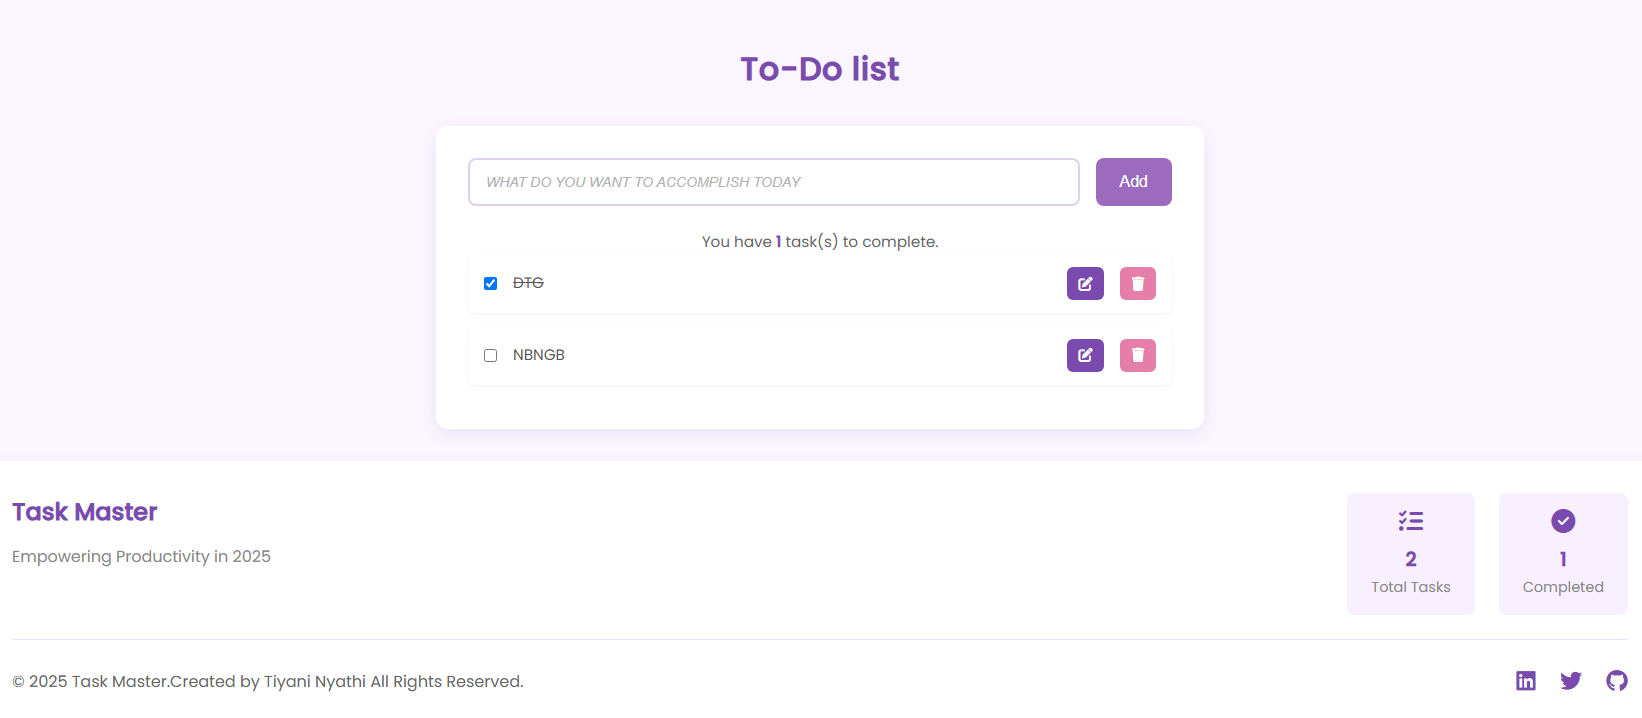 To-Do list
WHAT DO YOU WANT TO ACCOMPLISH TODAY
Add
You have 1 task(s) to complete.
DTG
NBNGB
Task Master
Empowering Productivity in 2025
2
Total Tasks
1
Completed
© 2025 Task Master.Created by Tiyani Nyathi All Rights Reserved.
in